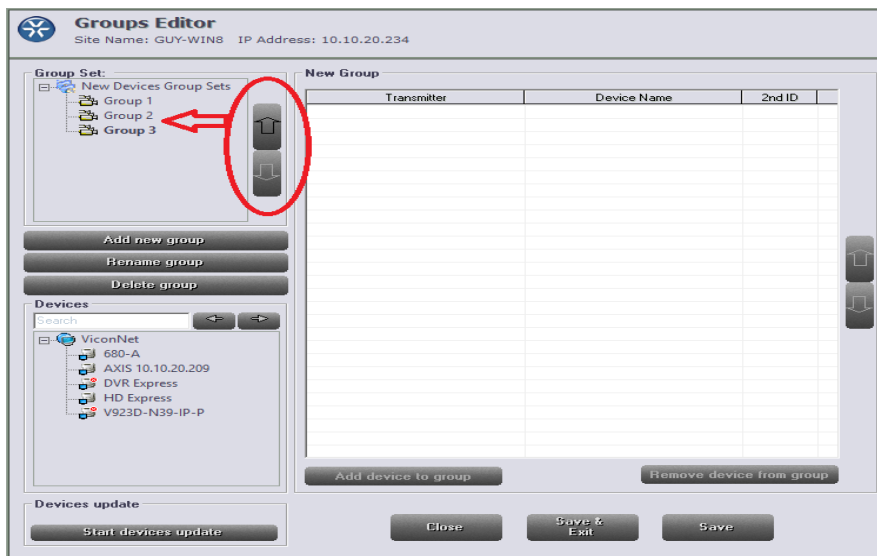 Groups Editor
Site Name: GUY-WIN8 IP Address: 10.10.20.234
Group Set:
New Devices Group Sets
Group 1
Group 2
Group 3
Add new group
Rename group
Delete group
Devices
Search
ViconNet
680-A
AXIS 10.10.20.209
DVR Express
HD Express
V923D-N39-IP-P
Devices update
Start devices update
New Group
Transmitter Device Name 2nd ID
Add device to group Remove device from group
Close Save & Exit Save